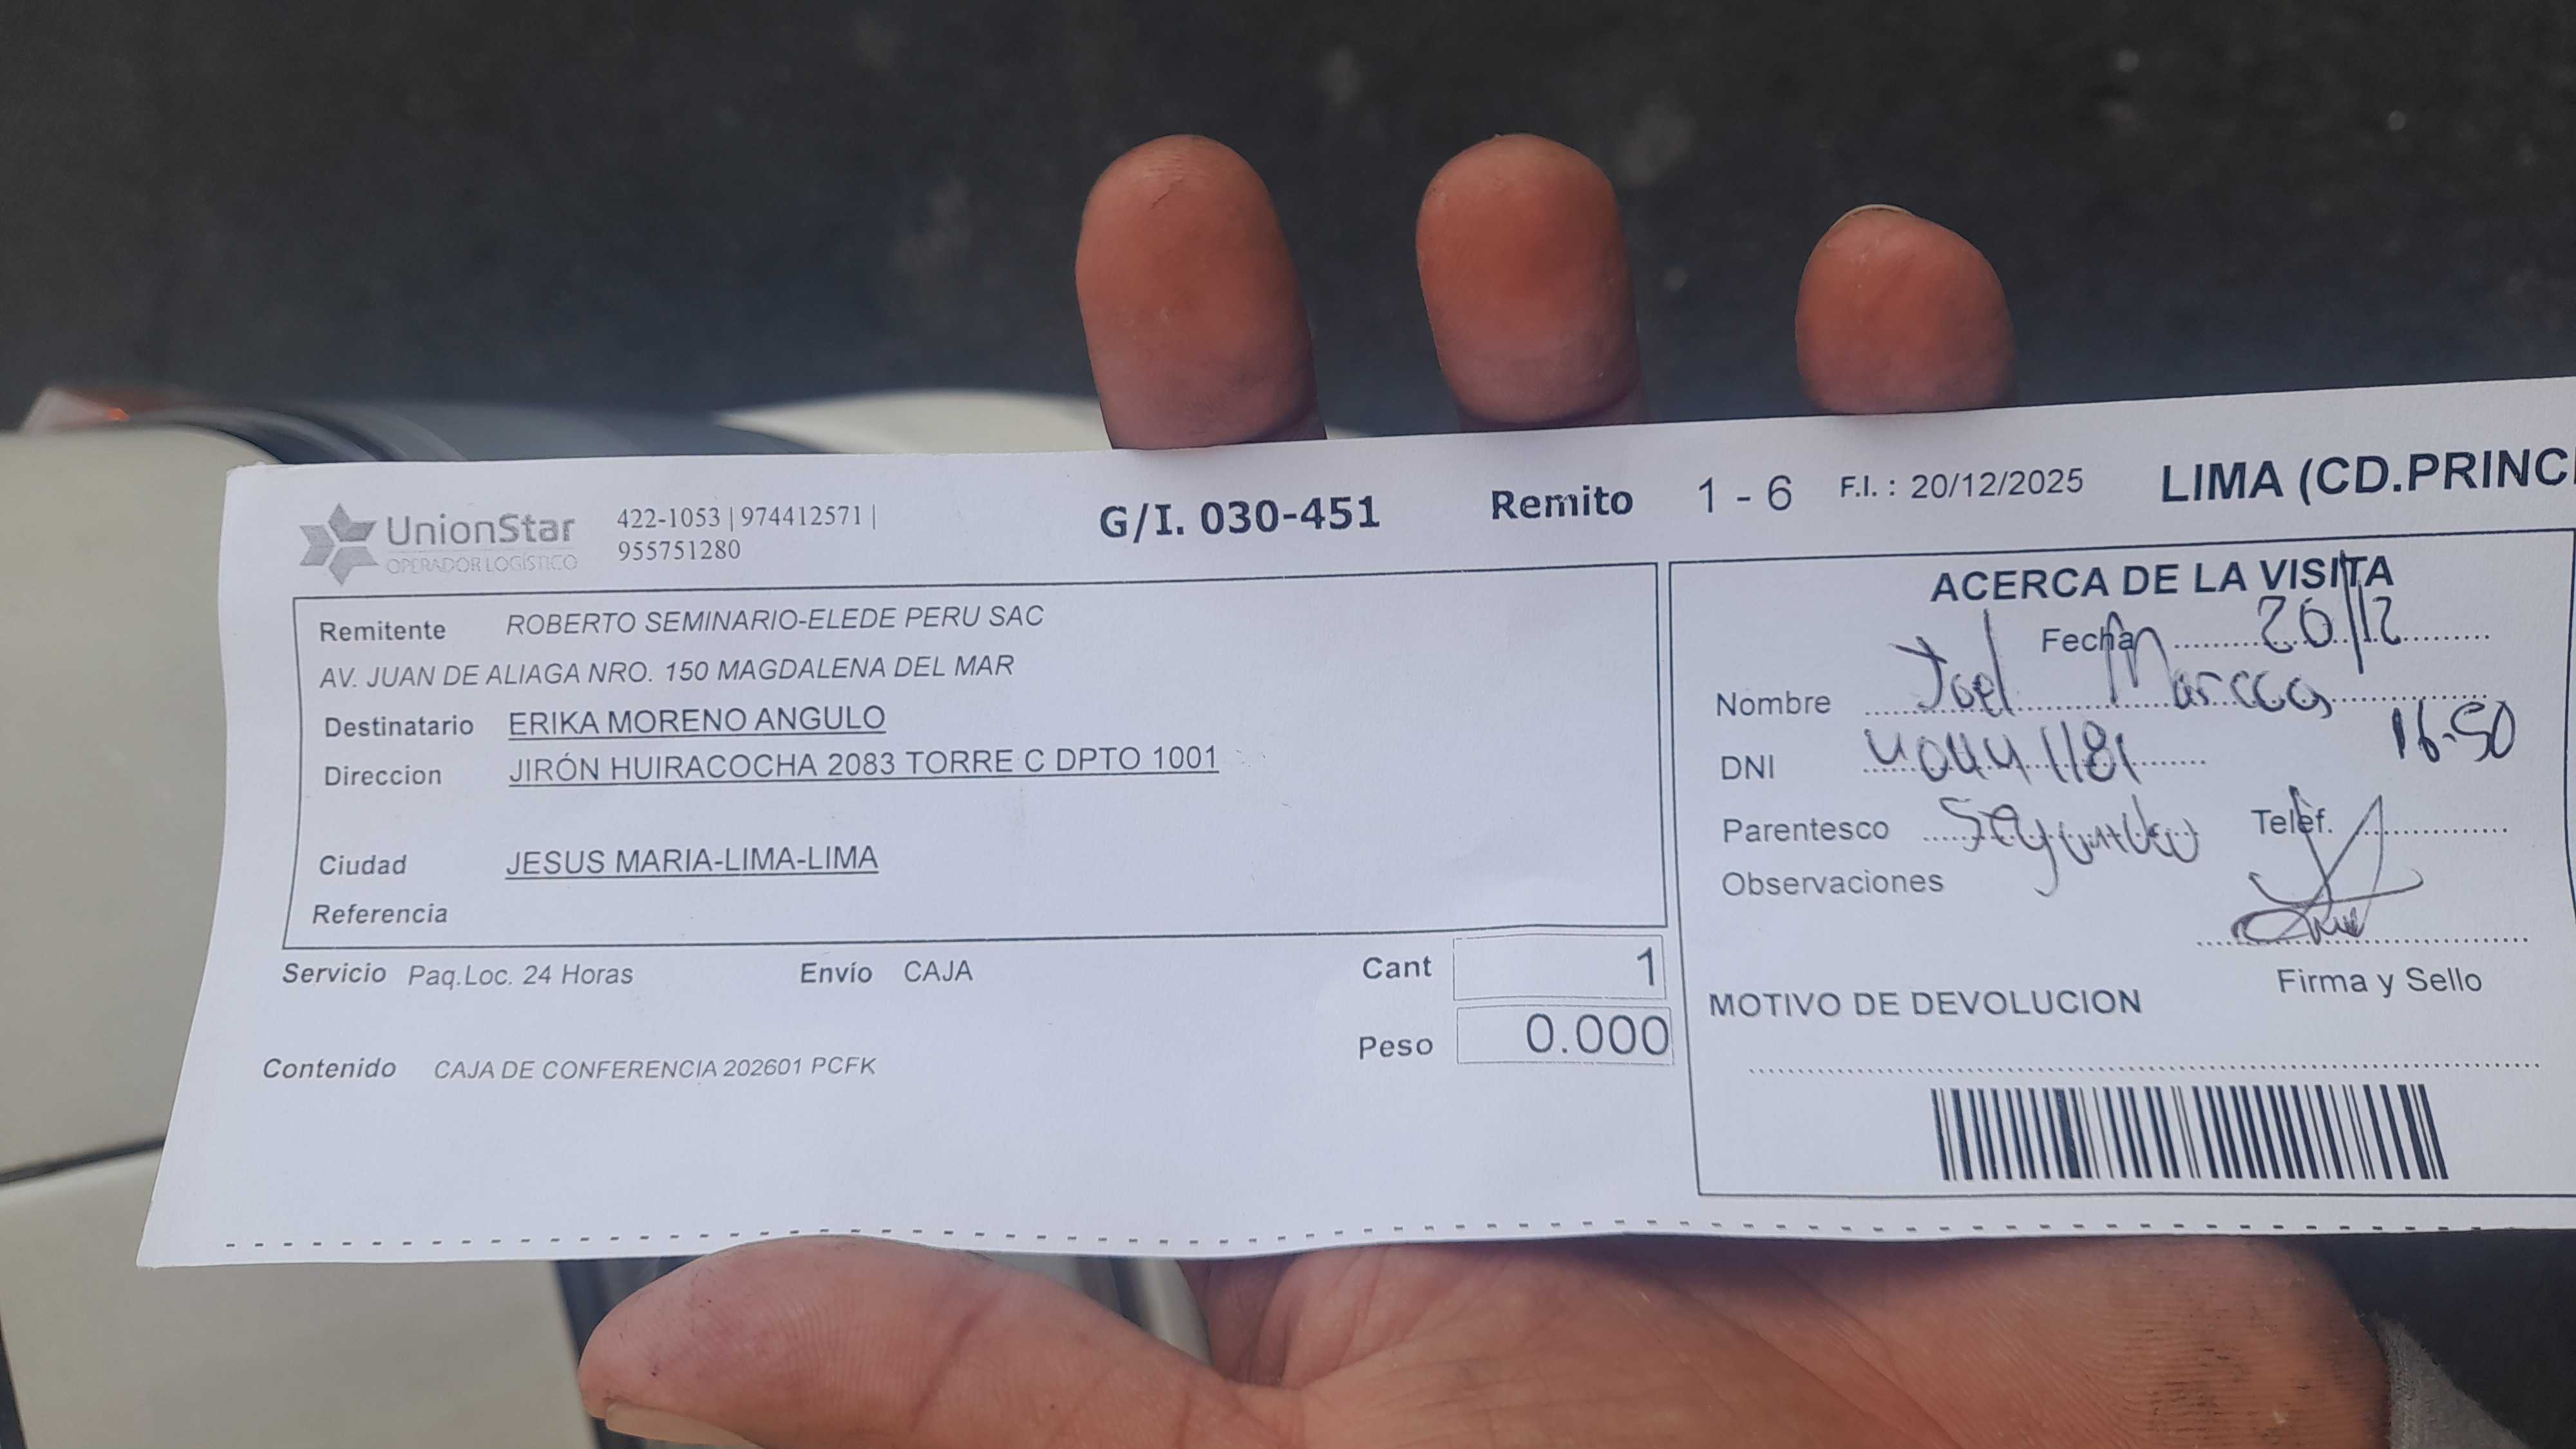 UnionStar
OPERADOR LOGÍSTICO
422-1053 | 974412571 |
955751280
G/I. 030-451
Remito 1 - 6
F.I. : 20/12/2025
LIMA (CD.PRINCI
Remitente ROBERTO SEMINARIO-ELEDE PERU SAC
AV. JUAN DE ALIAGA NRO. 150 MAGDALENA DEL MAR
Destinatario ERIKA MORENO ANGULO
Direccion JIRÓN HUIRACOCHA 2083 TORRE C DPTO 1001
Ciudad JESUS MARIA-LIMA-LIMA
Referencia
Servicio Paq.Loc. 24 Horas Envío CAJA
Cant 1
Peso 0.000
Contenido CAJA DE CONFERENCIA 202601 PCFK
ACERCA DE LA VISITA
Fecha 20/12
Nombre Joel
DNI 40441181 16:50
Parentesco Telèf.
Observaciones
Firma y Sello
MOTIVO DE DEVOLUCION